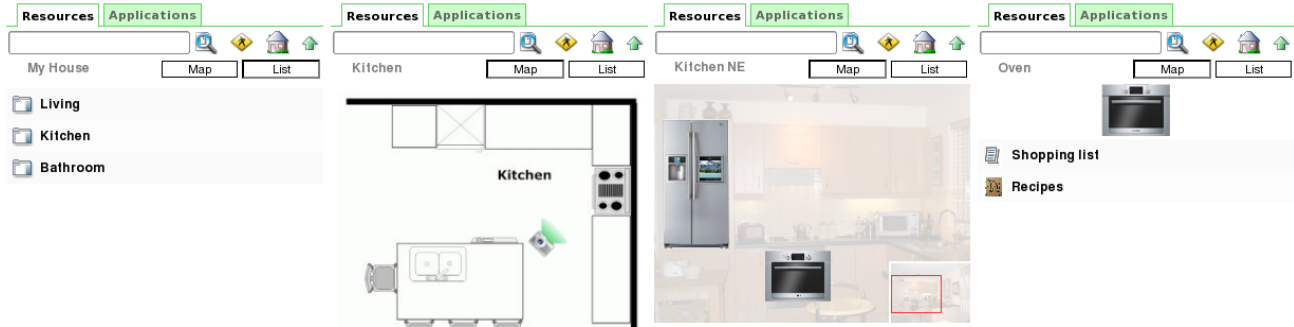 Resources Applications
My House Map List
Living
Kitchen
Bathroom
Resources Applications
Kitchen Map List
Kitchen
Resources Applications
Kitchen NE Map List
Resources Applications
Oven Map List
Shopping list
Recipes